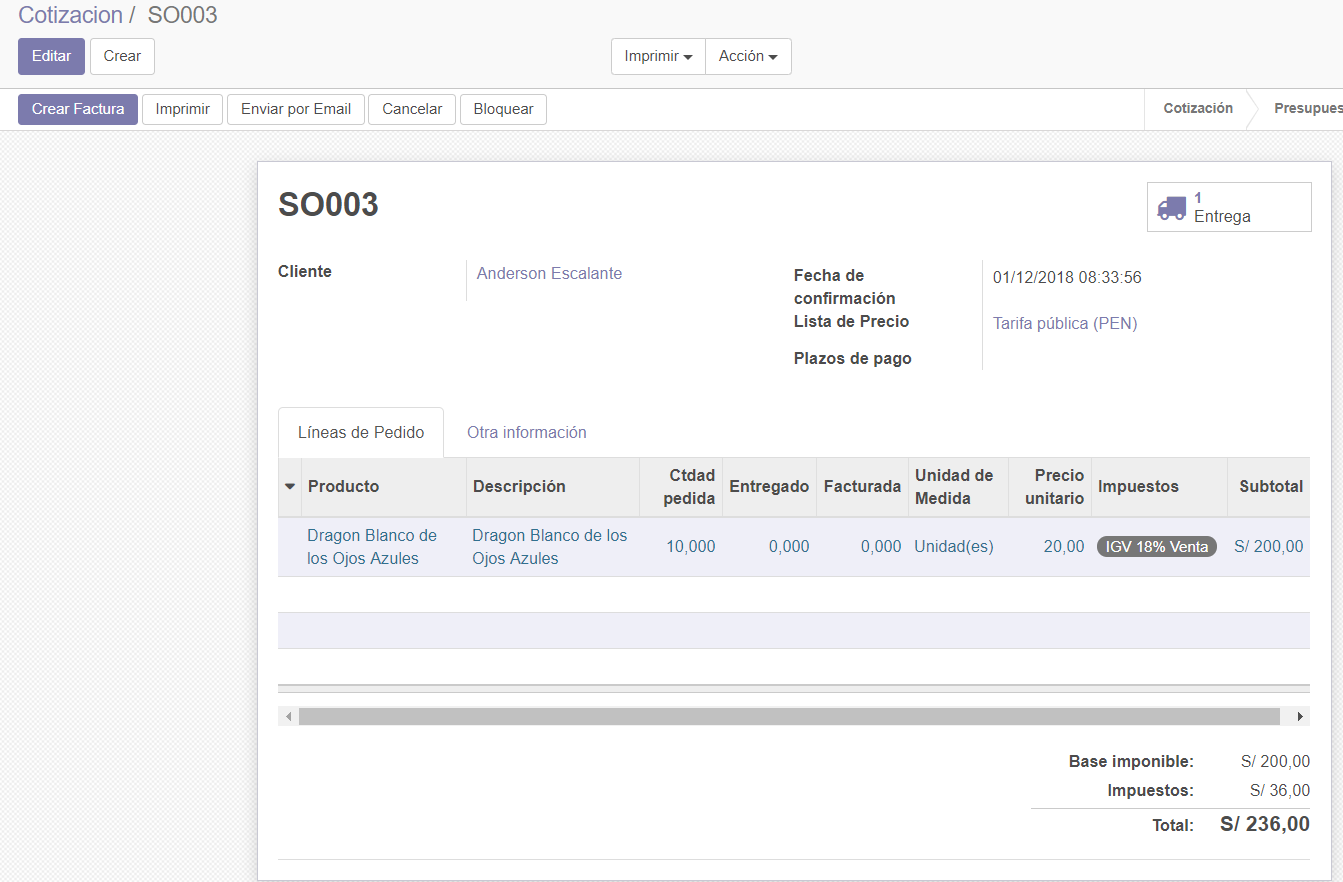 Cotizacion / SO003
Editar Crear Imprimir Acción
Crear Factura Imprimir Enviar por Email Cancelar Bloquear Cotización Presupues
SO003
1
Entrega
Cliente Anderson Escalante
Fecha de
confirmación
01/12/2018 08:33:56
Lista de Precio Tarifa pública (PEN)
Plazos de pago
Líneas de Pedido Otra información
Producto Descripción Ctdad
pedida Entregado Facturada Unidad de
Medida Precio
unitario Impuestos Subtotal
Dragon Blanco de
los Ojos Azules Dragon Blanco de los
Ojos Azules 10,000 0,000 0,000 Unidad(es) 20,00 IGV 18% Venta S/ 200,00
Base imponible: S/ 200,00
Impuestos: S/ 36,00
Total: S/ 236,00